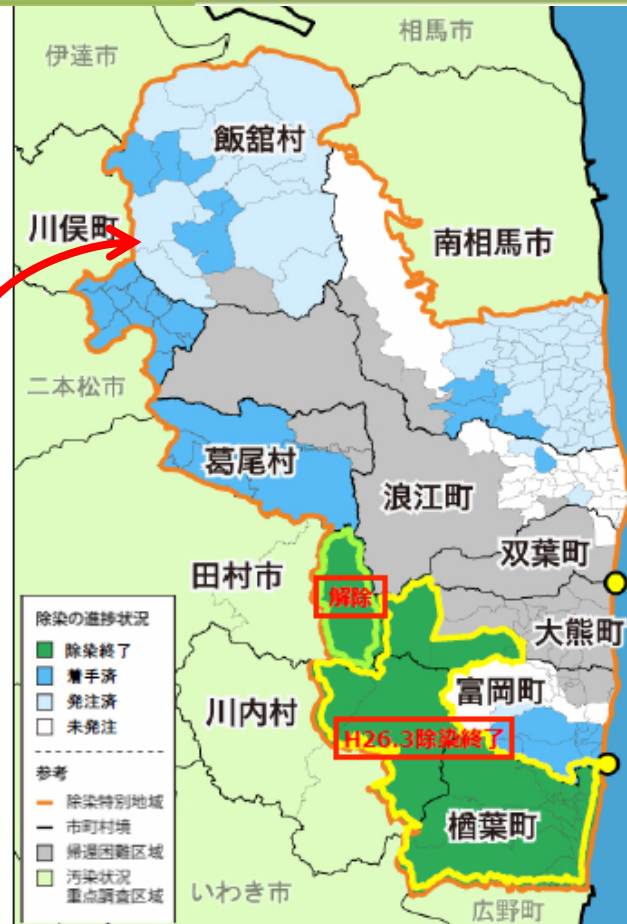 相馬市
伊達市
飯舘村
川俣町
南相馬市
二本松市
葛尾村
浪江町
双葉町
田村市
解除
大熊町
除染の進捗状況
除染終了
着手済
発注済
未発注
富岡町
川内村
H26.3除染終了
参考
除染特別地域
市町村境
帰還困難区域
汚染状況
重点調査区域
楢葉町
いわき市
広野町